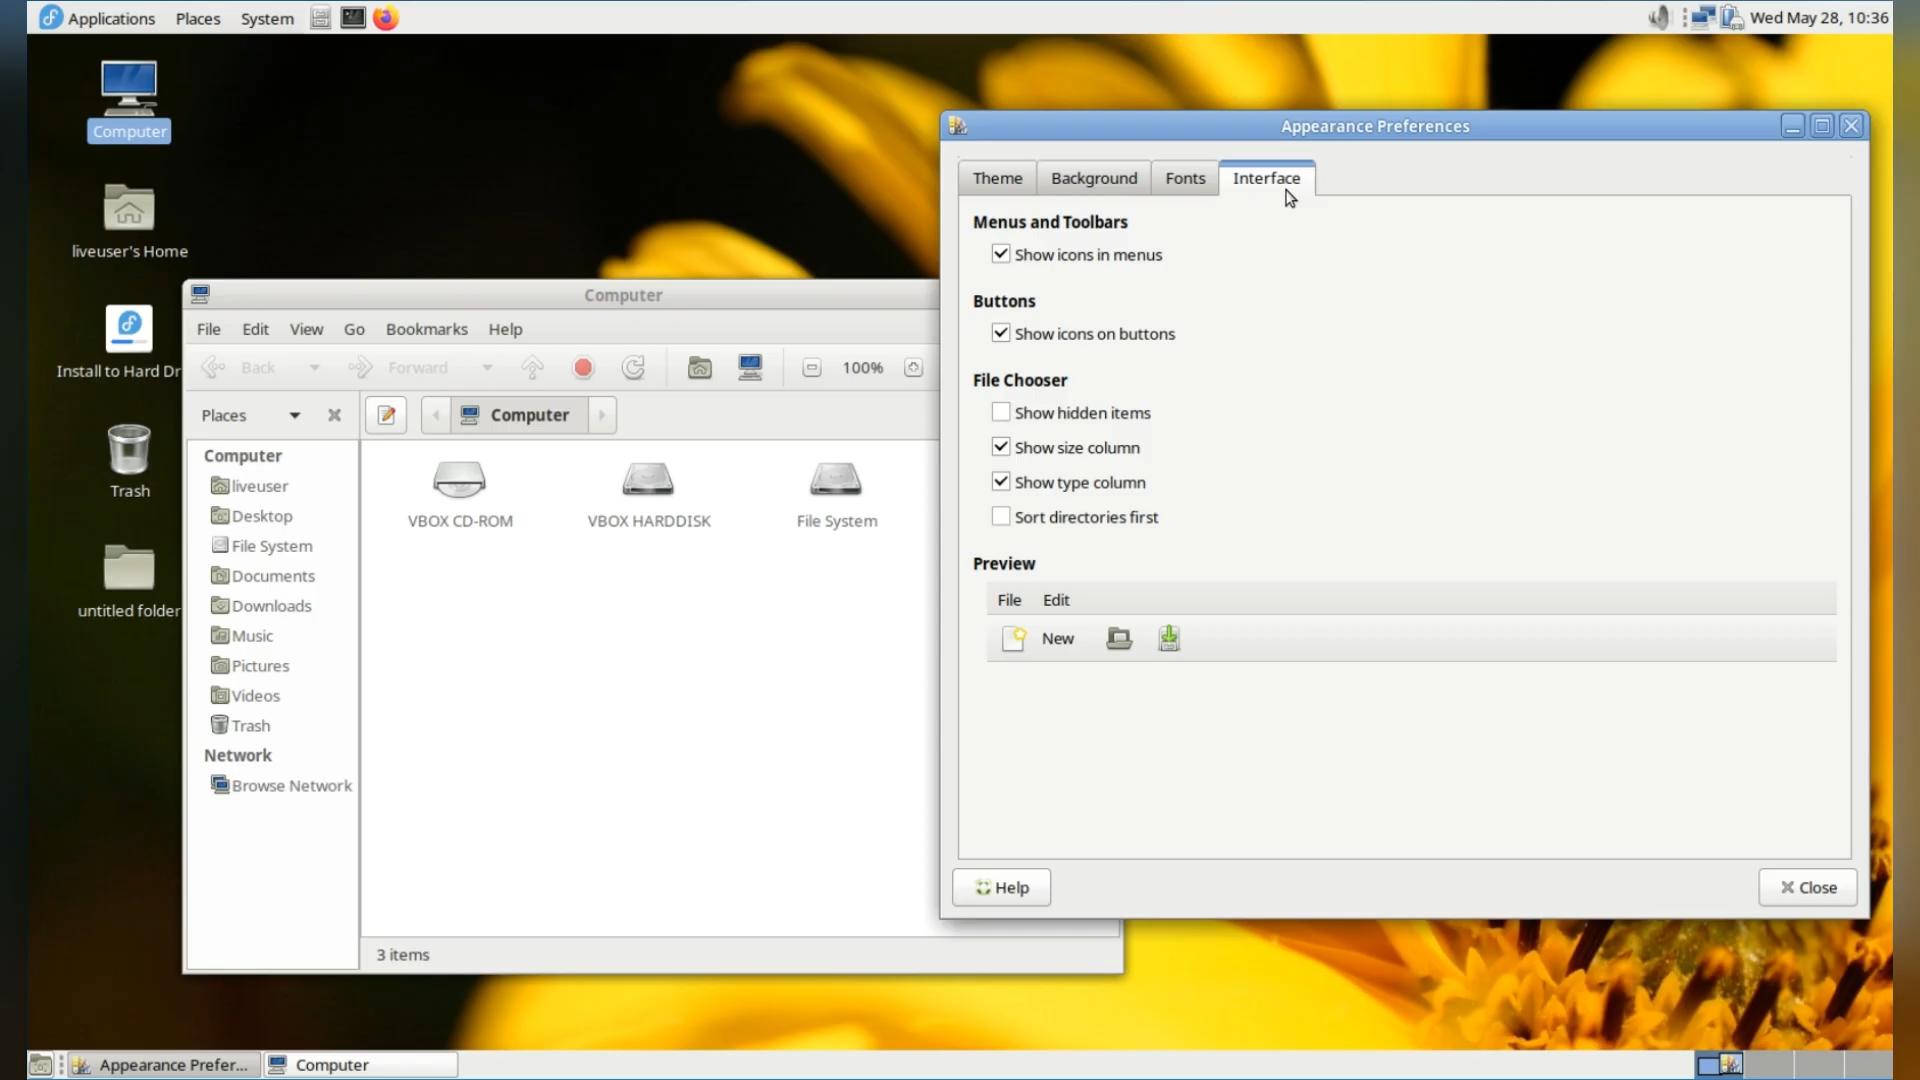 Applications Places System Wed May 28, 10:36
Computer
liveuser's Home
Install to Hard Dr
Trash
untitled folder
Computer
File Edit View Go Bookmarks Help
Back Forward 100%
Places Computer
Computer
liveuser
Desktop
File System
Documents
Downloads
Music
Pictures
Videos
Trash
Network
Browse Network
VBOX CD-ROM VBOX HARDDISK File System
3 items
Appearance Preferences
Theme Background Fonts Interface
Menus and Toolbars
Show icons in menus
Buttons
Show icons on buttons
File Chooser
Show hidden items
Show size column
Show type column
Sort directories first
Preview
File Edit
New
Help Close
Appearance Prefer... Computer